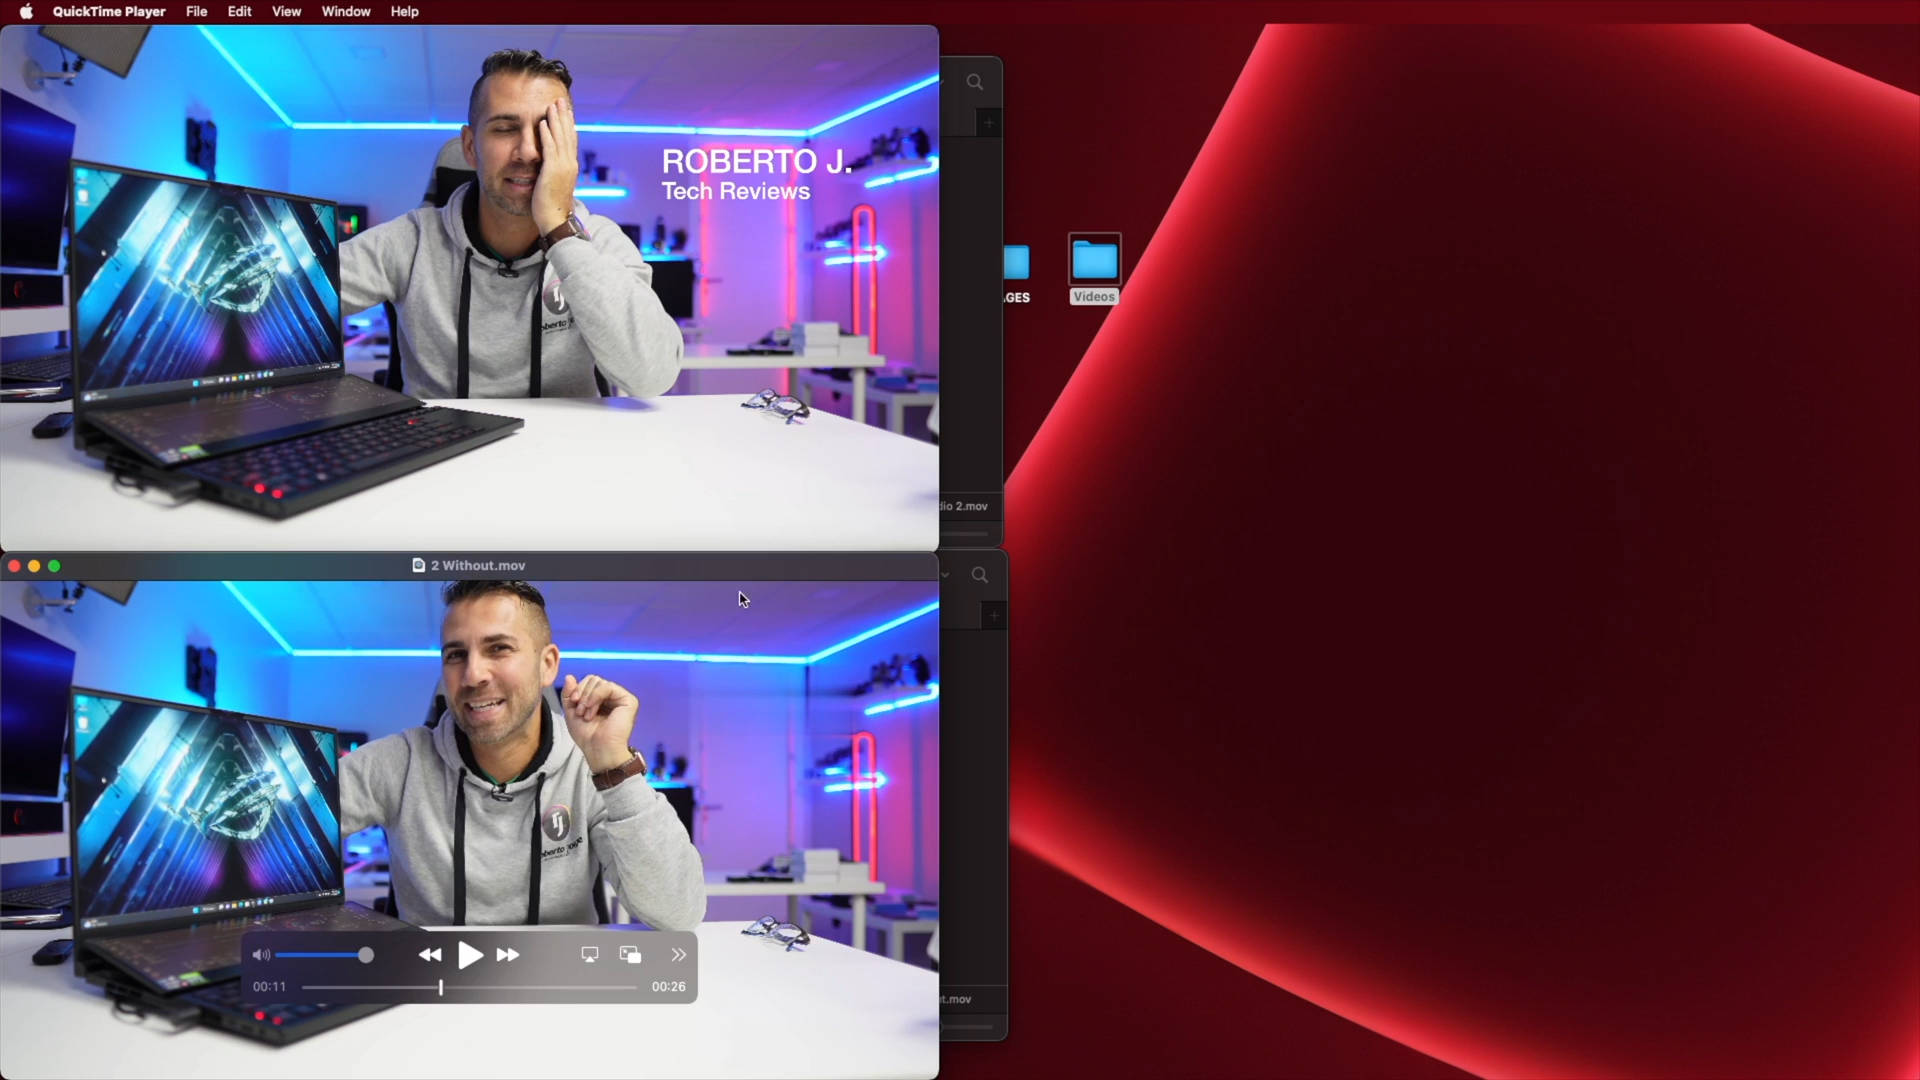 QuickTime Player File Edit View Window Help
ROBERTO J.
Tech Reviews
GES
Videos
dio 2.mov
2 Without.mov
00:11
00:26
t.mov